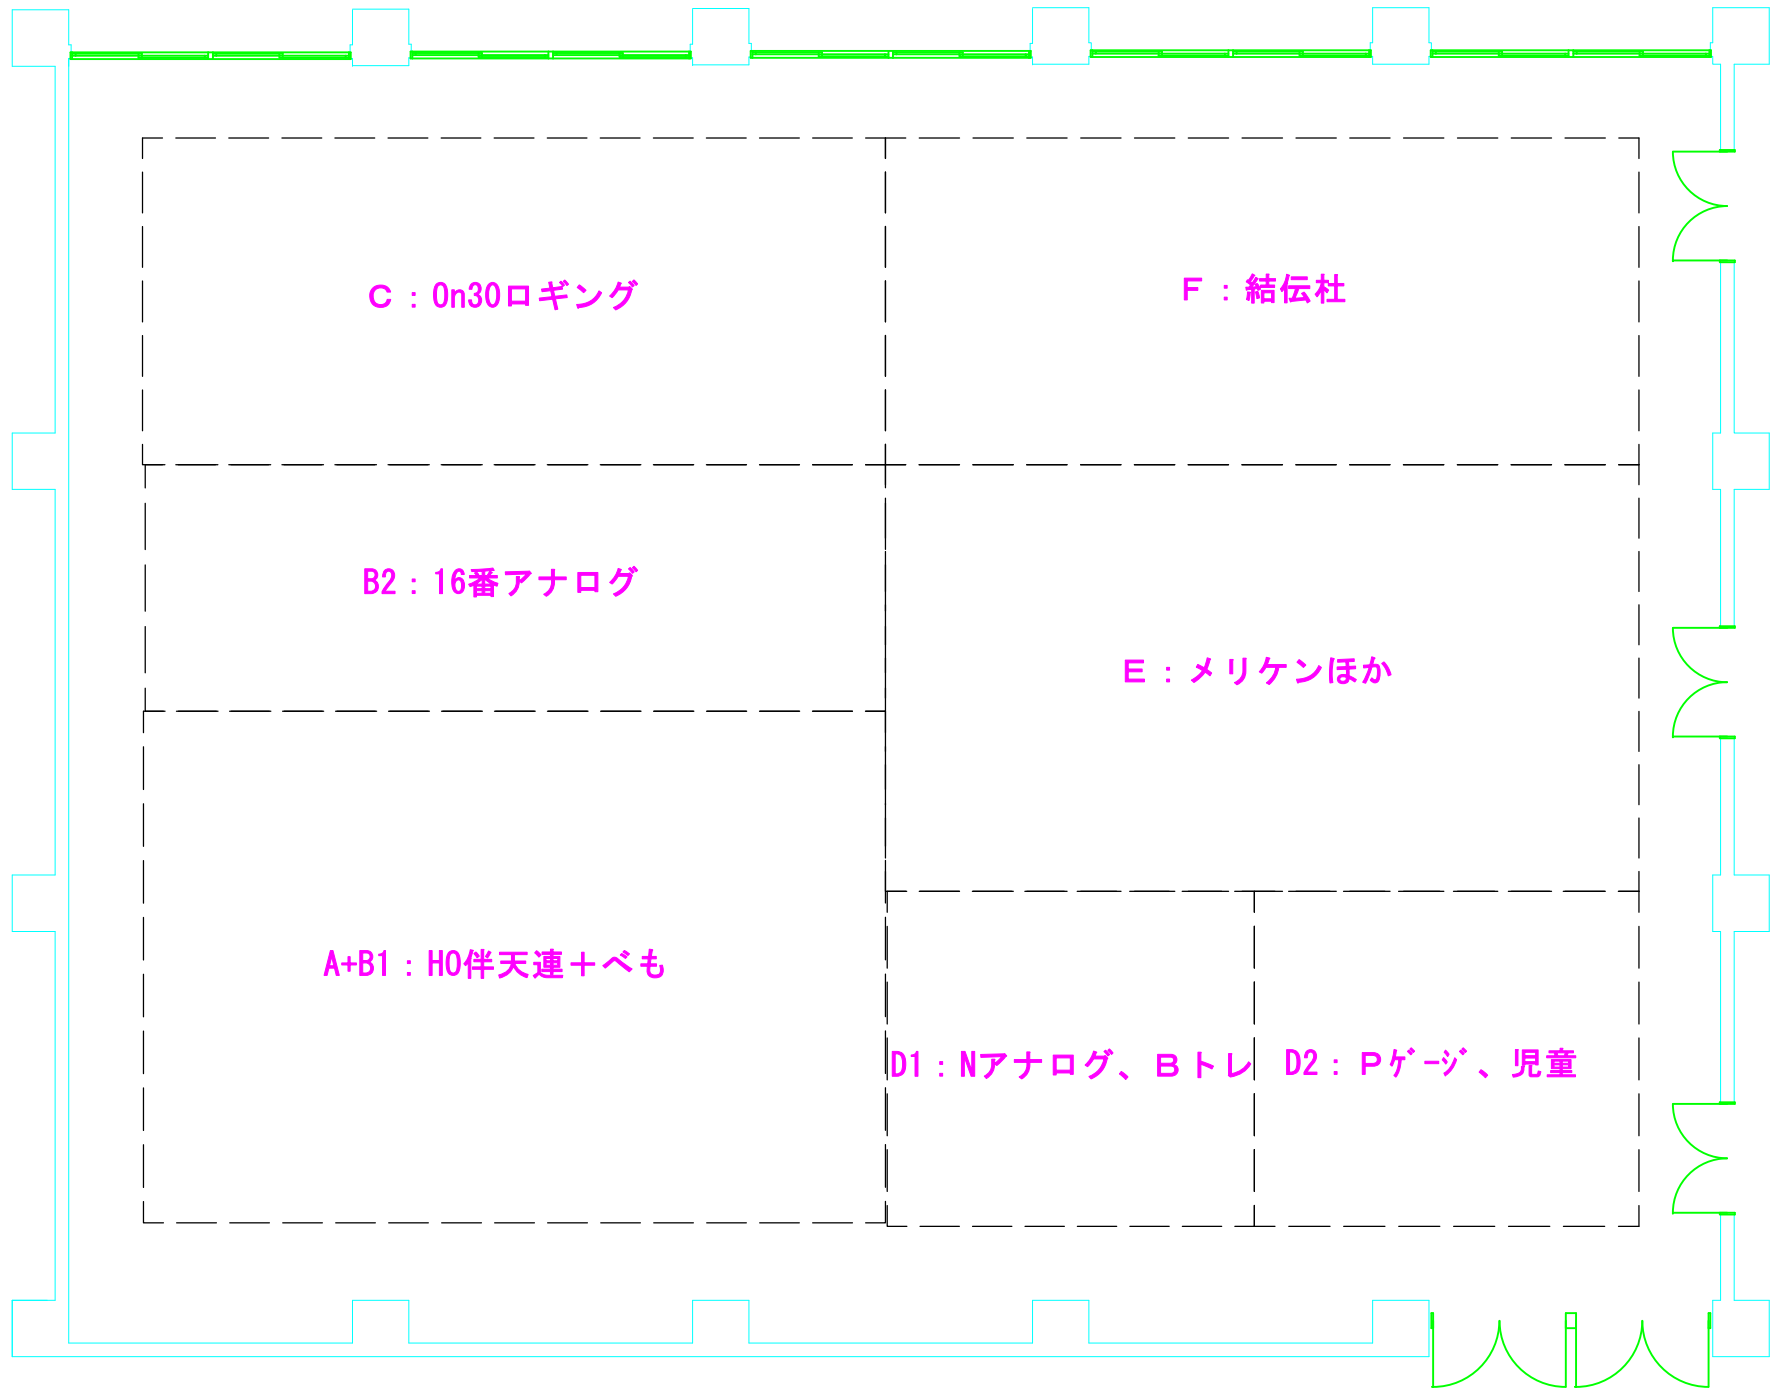 C：On30ロギング
F：結伝社
B2：16番アナログ
E：メリケンほか
A+B1：HO伴天連＋べも
D1：Nアナログ、Bトレ
D2：Pｹﾞｰｼﾞ、児童